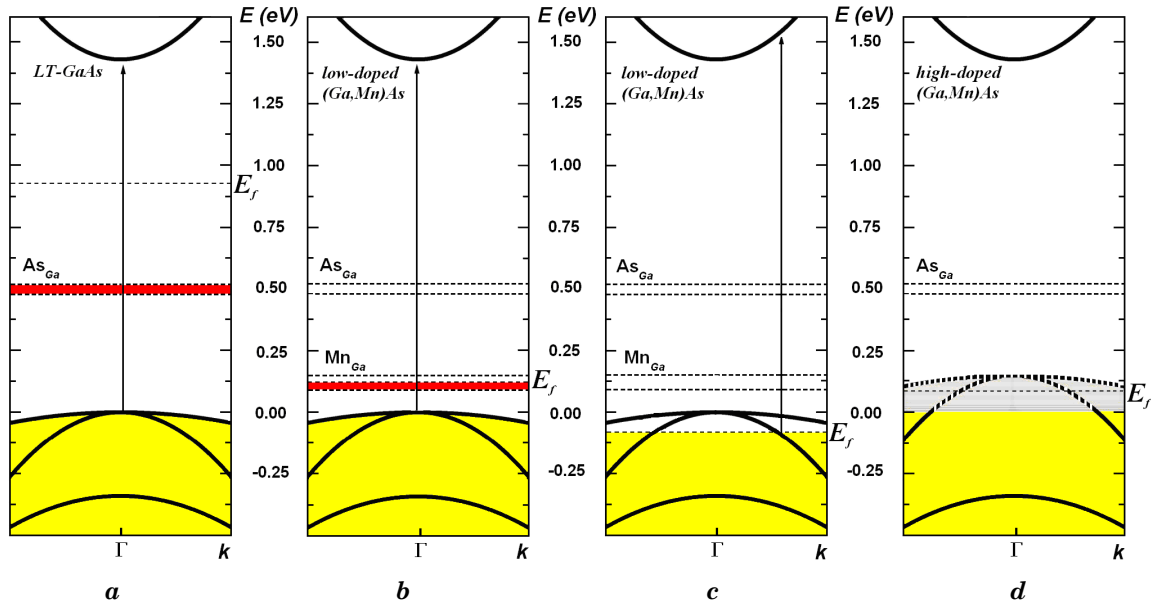 E (eV)
E (eV)
E (eV)
LT-GaAs
low-doped
(Ga,Mn)As
low-doped
(Ga,Mn)As
high-doped
(Ga,Mn)As
1.50
1.25
1.00
0.75
0.50
0.25
0.00
-0.25
1.50
1.25
1.00
0.75
0.50
0.25
0.00
-0.25
1.50
1.25
1.00
0.75
0.50
0.25
0.00
-0.25
E_f
As_Ga
As_Ga
As_Ga
As_Ga
Mn_Ga
Mn_Ga
E_f
E_f
E_f
Γ k
Γ k
Γ k
Γ k
a b c d